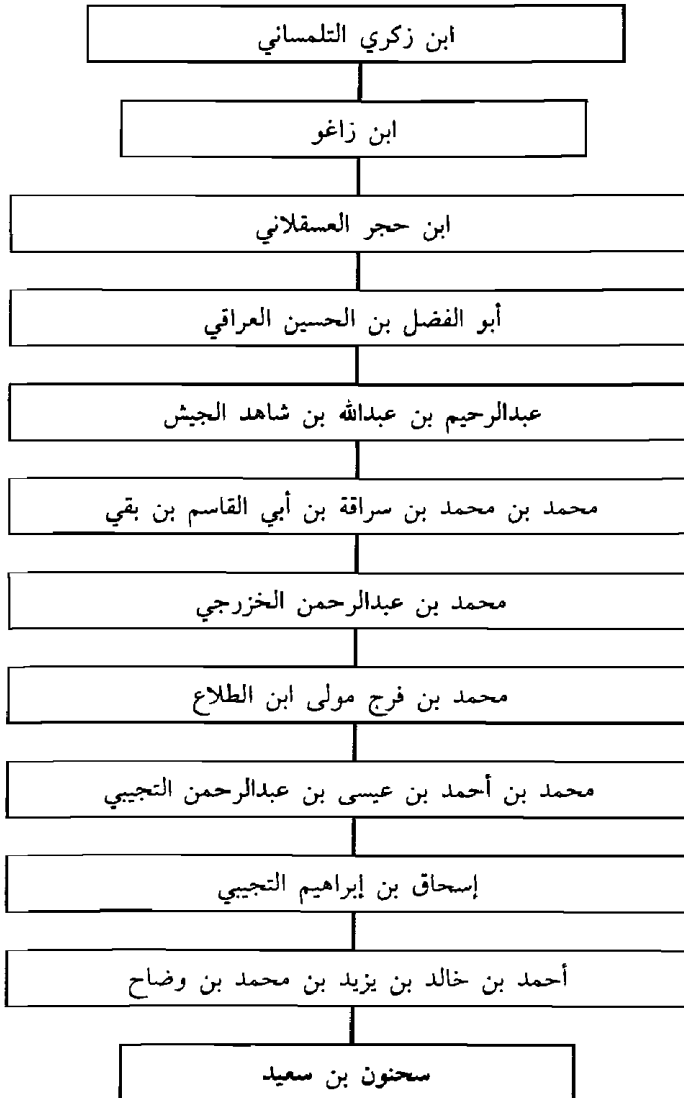 ابن زكري التلمساني
ابن زاغو
ابن حجر العسقلاني
أبو الفضل بن الحسين العراقي
عبدالرحيم بن عبدالله بن شاهد الجيش
محمد بن محمد بن سراقة بن أبي القاسم بن بقي
محمد بن عبدالرحمن الخزرجي
محمد بن فرج مولى ابن الطلاع
محمد بن أحمد بن عيسى بن عبدالرحمن التجيبي
إسحاق بن إبراهيم التجيبي
أحمد بن خالد بن يزيد بن محمد بن وضاح
سحنون بن سعيد